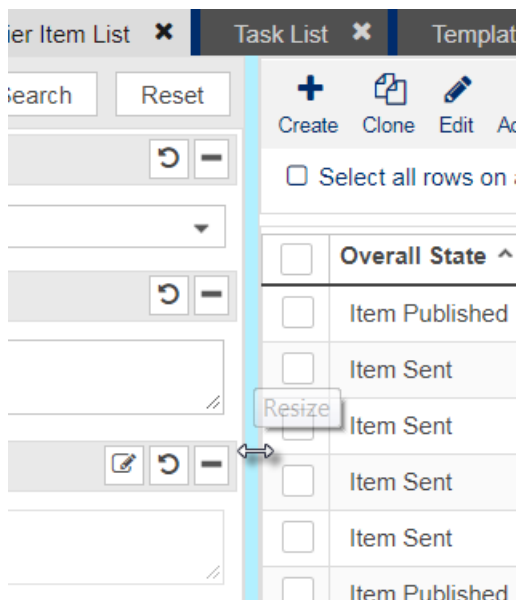 ier Item List
Task List
Templat
Search
Reset
Create
Clone
Edit
Select all rows on
Overall State
Item Published
Item Sent
Resize
Item Sent
Item Sent
Item Sent
Item Published